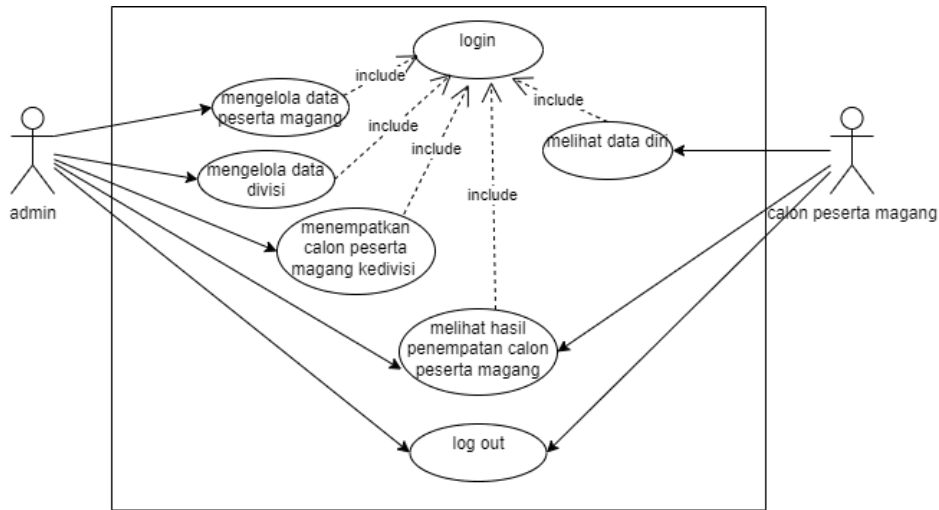 login
include
mengelola data
peserta magang
include
include
melihat data diri
include
mengelola data
divisi
include
admin
calon peserta magang
menempatkan
calon peserta
magang kedivisi
melihat hasil
penempatan calon
peserta magang
log out